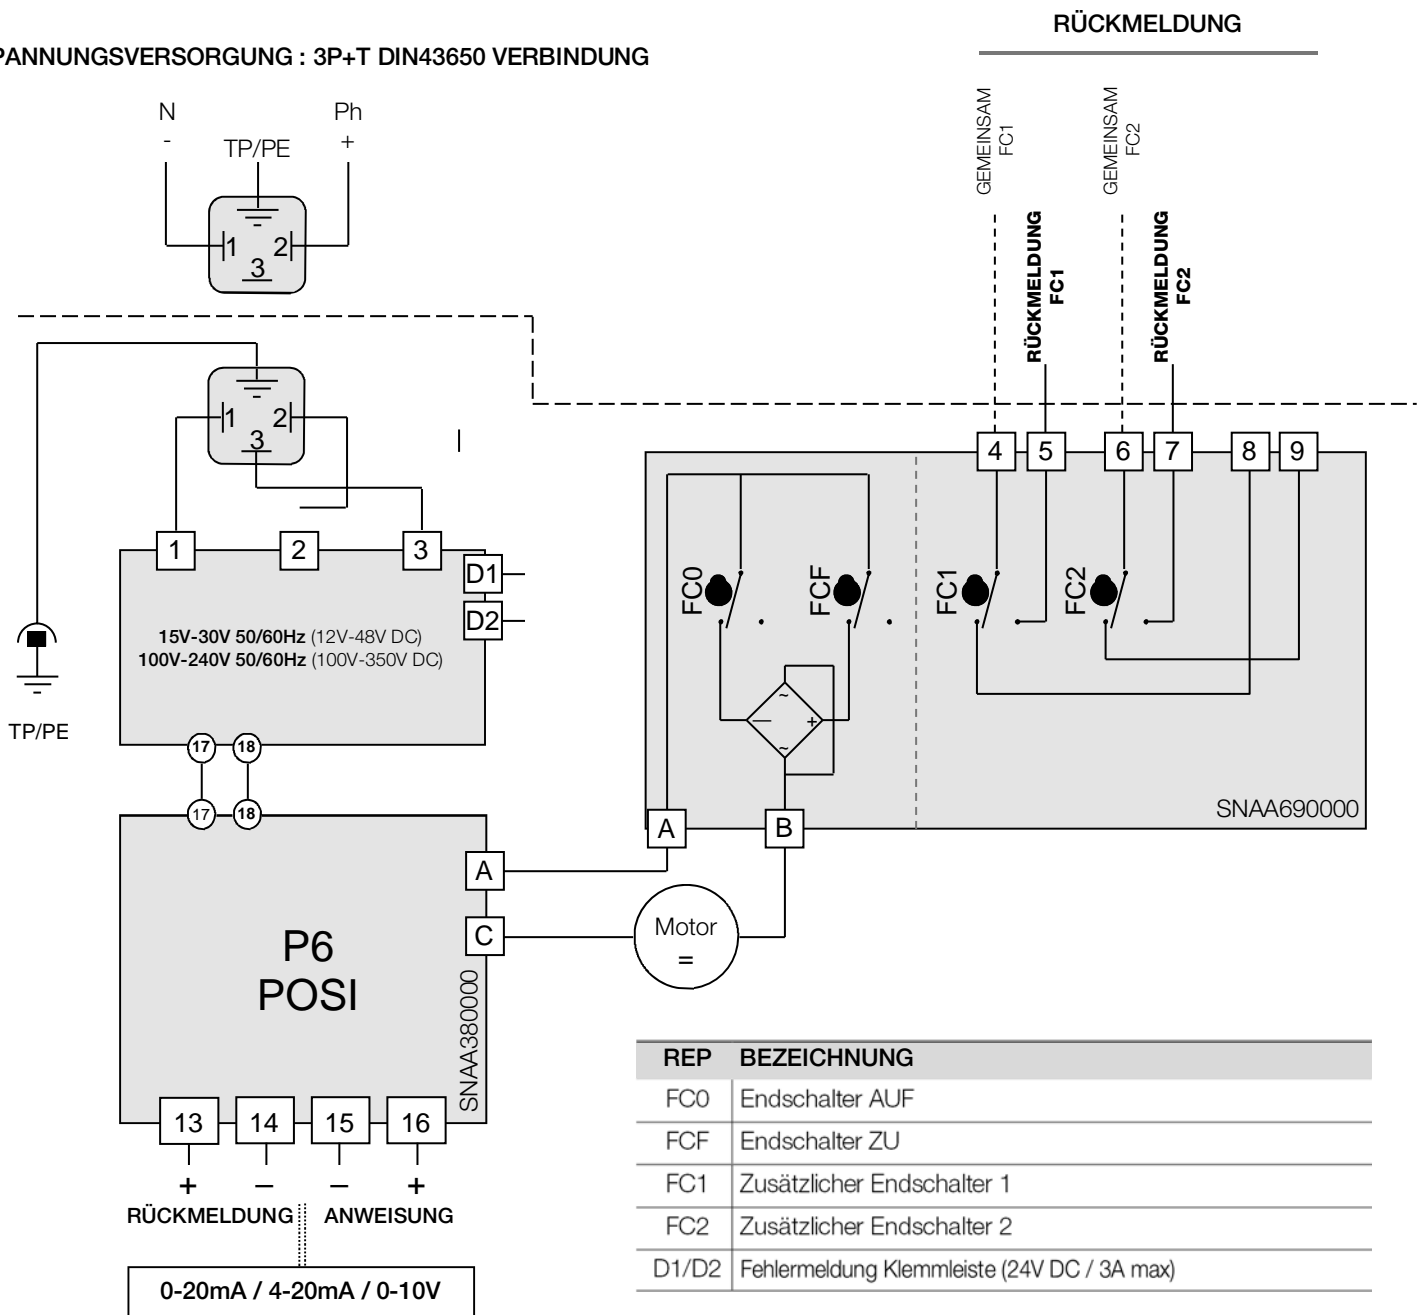 RÜCKMELDUNG
PANNUNGSVERSORGUNG : 3P+T DIN43650 VERBINDUNG
N
Ph
-
TP/PE
+
1
2
3
GEMEINSAM
FC1
RÜCKMELDUNG
FC1
GEMEINSAM
FC2
RÜCKMELDUNG
FC2
1
2
3
4
5
6
7
8
9
1
2
3
D1
D2
15V-30V 50/60Hz (12V-48V DC)
100V-240V 50/60Hz (100V-350V DC)
TP/PE
17
18
17
18
FC0
FCF
FC1
FC2
~
—
+
~
SNAA690000
A
B
A
C
Motor
=
P6
POSI
SNAA380000
13
14
15
16
+
–
–
+
RÜCKMELDUNG
ANWEISUNG
0-20mA / 4-20mA / 0-10V
REP BEZEICHNUNG
FC0 Endschalter AUF
FCF Endschalter ZU
FC1 Zusätzlicher Endschalter 1
FC2 Zusätzlicher Endschalter 2
D1/D2 Fehlermeldung Klemmleiste (24V DC / 3A max)